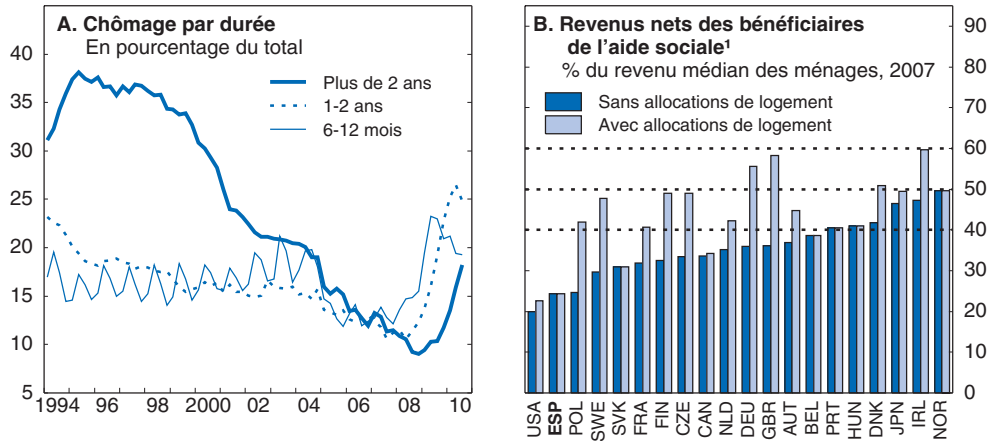 A. Chômage par durée
En pourcentage du total
Plus de 2 ans
1-2 ans
6-12 mois
40
35
30
25
20
15
10
5
1994 96 98 2000 02 04 06 08 10
B. Revenus nets des bénéficiaires
de l'aide sociale¹
% du revenu médian des ménages, 2007
Sans allocations de logement
Avec allocations de logement
90
80
70
60
50
40
30
20
10
0
USA ESP POL SWE SVK FRA FIN CZE CAN NLD DEU GBR AUT BEL PRT HUN DNK JPN IRL NOR